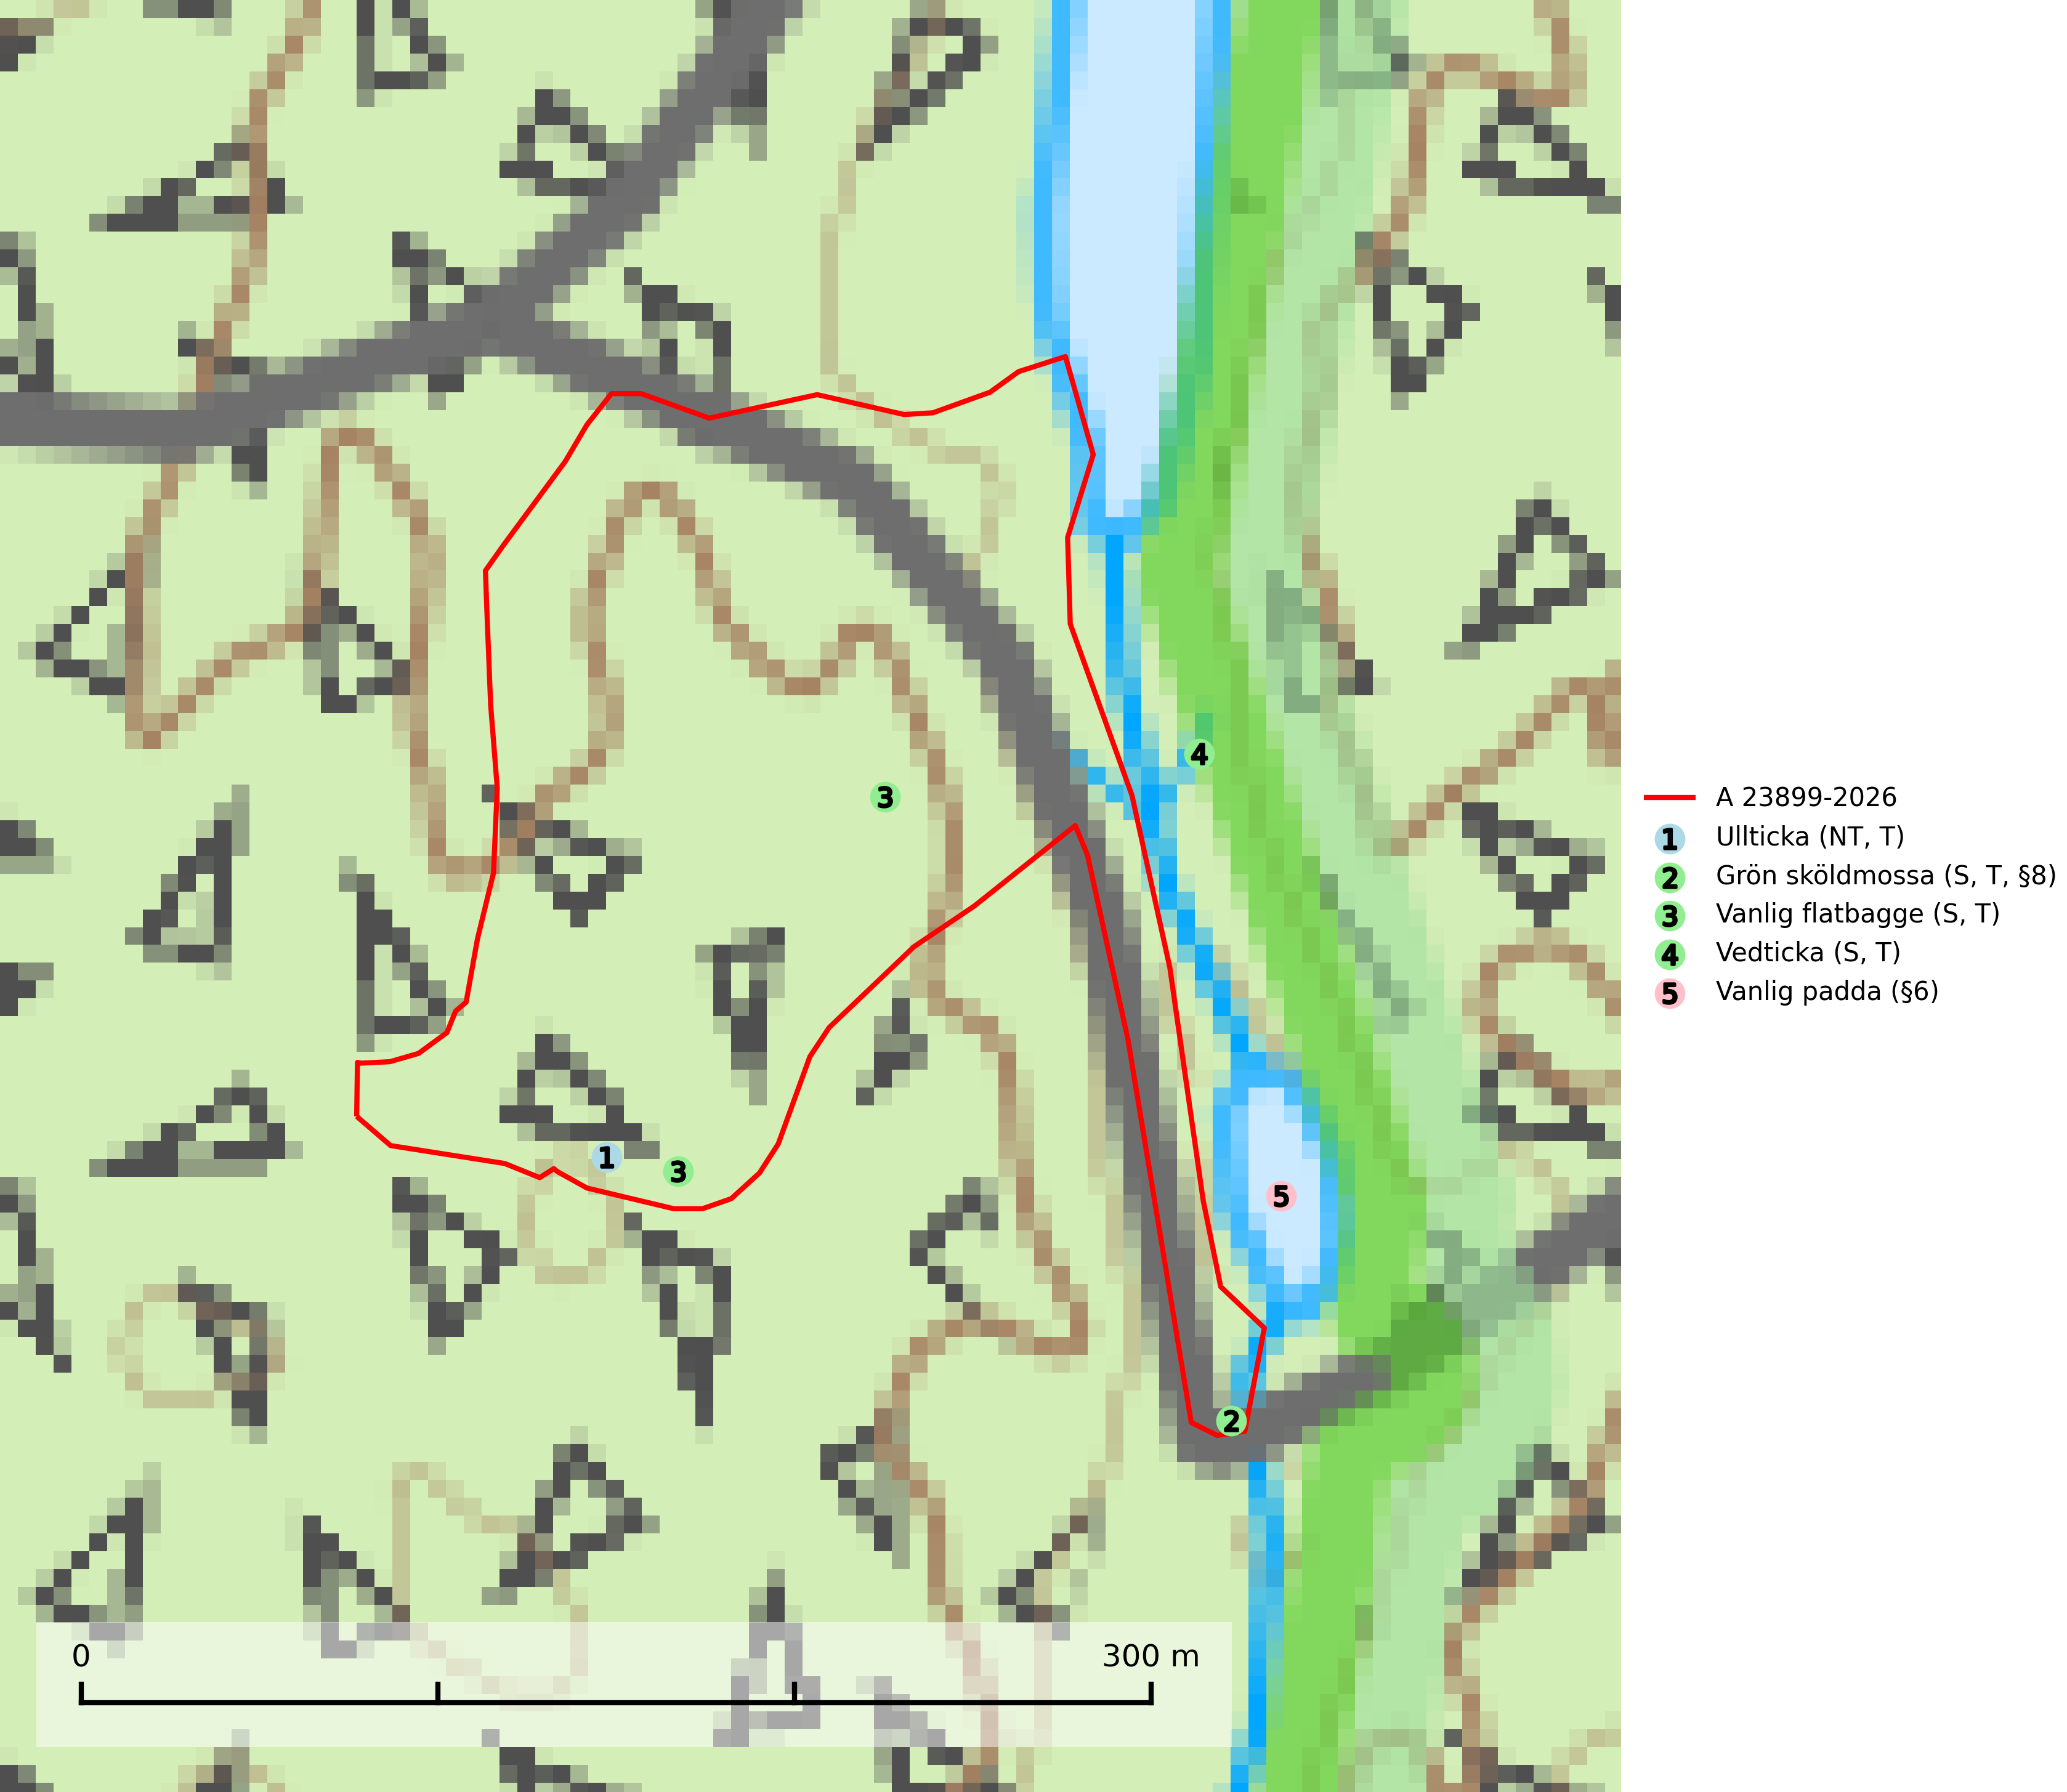 3
4
3
1
3
5
2
0
300 m
A 23899-2026
1 Ullticka (NT, T)
2 Grön sköldmossa (S, T, §8)
3 Vanlig flatbagge (S, T)
4 Vedticka (S, T)
5 Vanlig padda (§6)